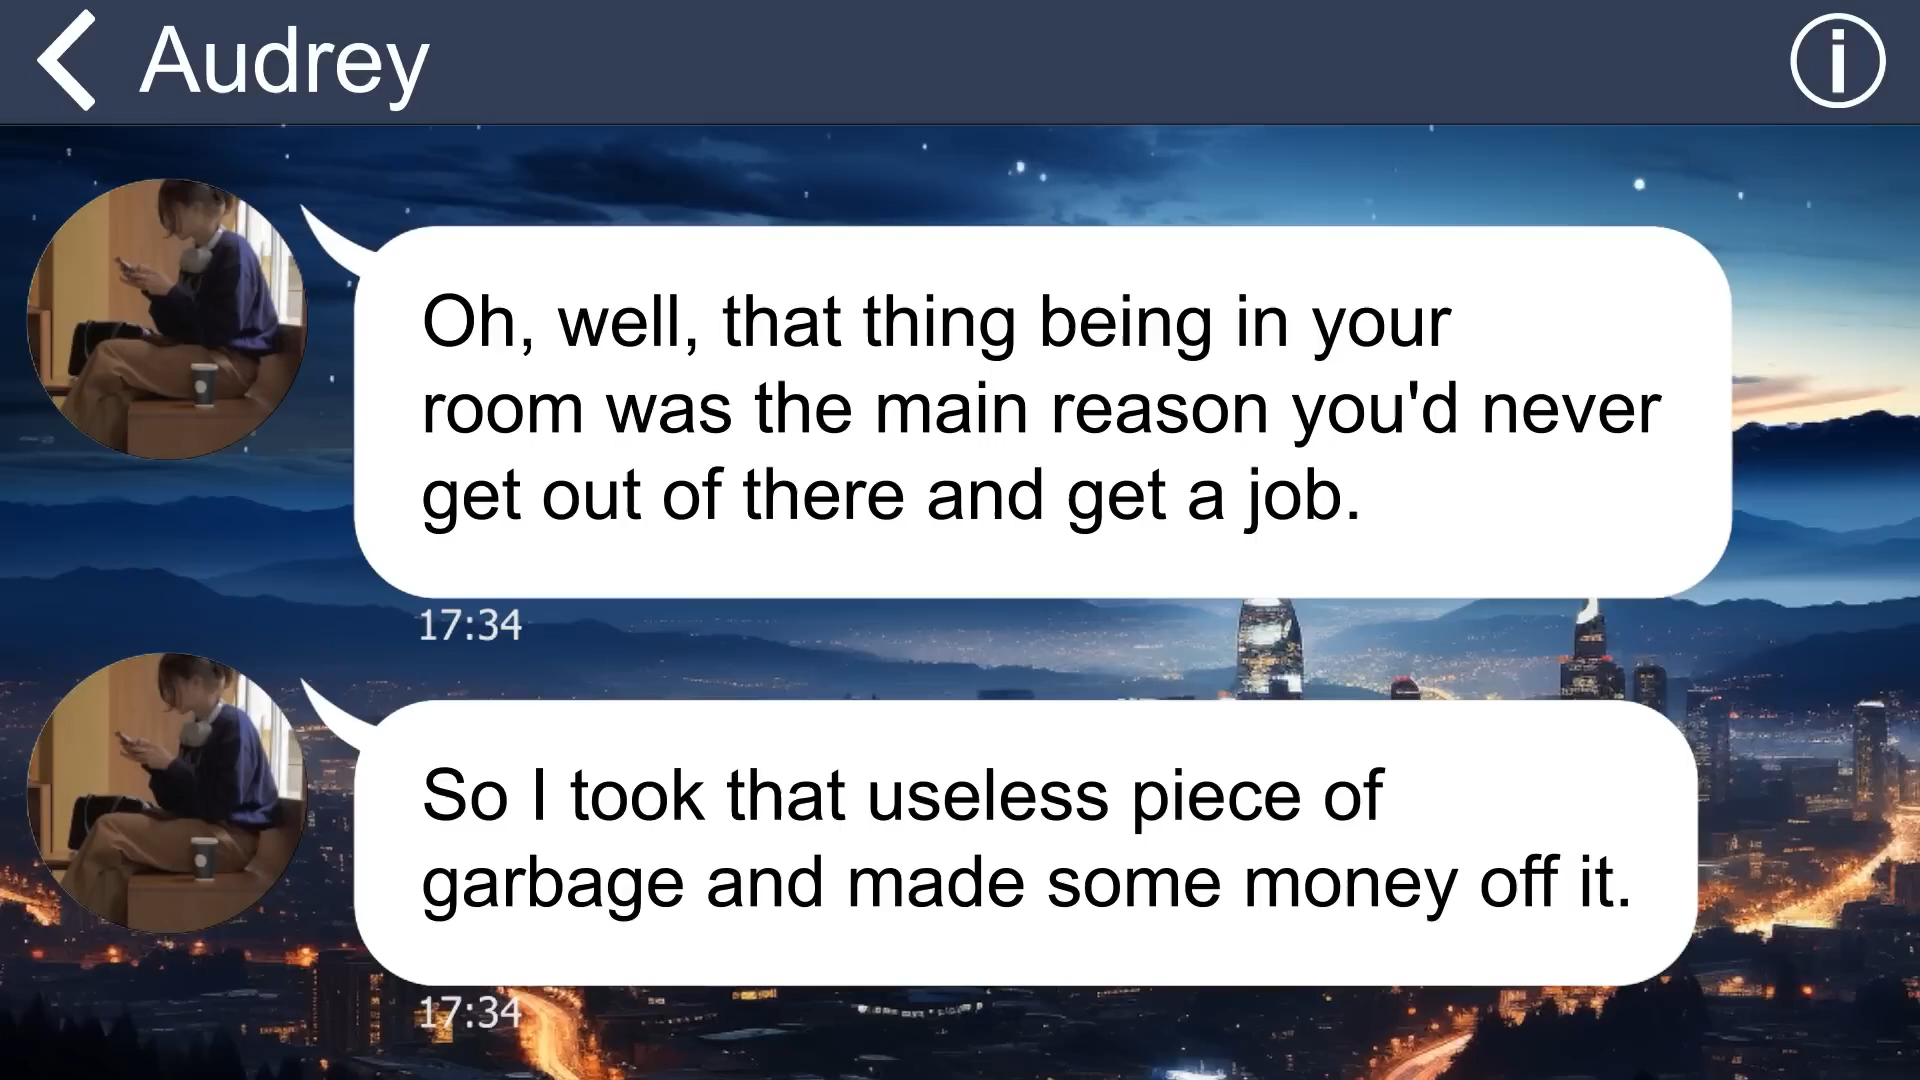 Audrey
Oh, well, that thing being in your
room was the main reason you'd never
get out of there and get a job.
17:34
So I took that useless piece of
garbage and made some money off it.
17:34